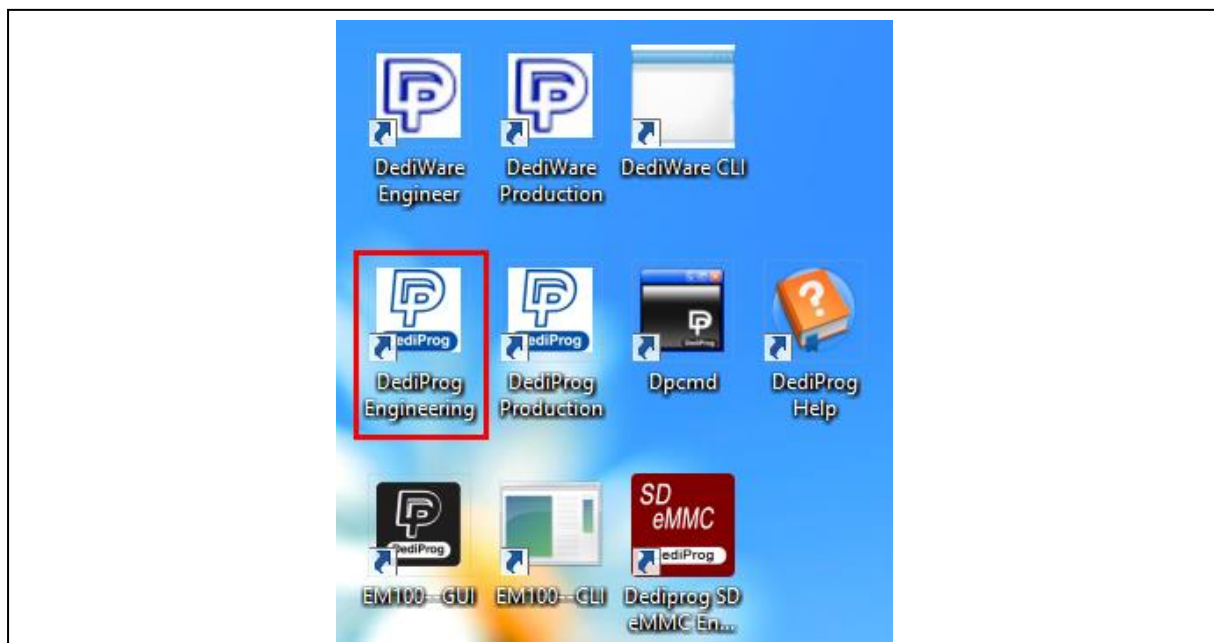 DediWare
Engineer
DediWare
Production
DediWare CLI
DediProg
DediProg
Engineering
DediProg
DediProg
Production
DediProg
Dpcmd
DediProg
Help
DediProg
EM100---GUI
EM100---CLI
SD
eMMC
DediProg
Dediprog SD
eMMC En...